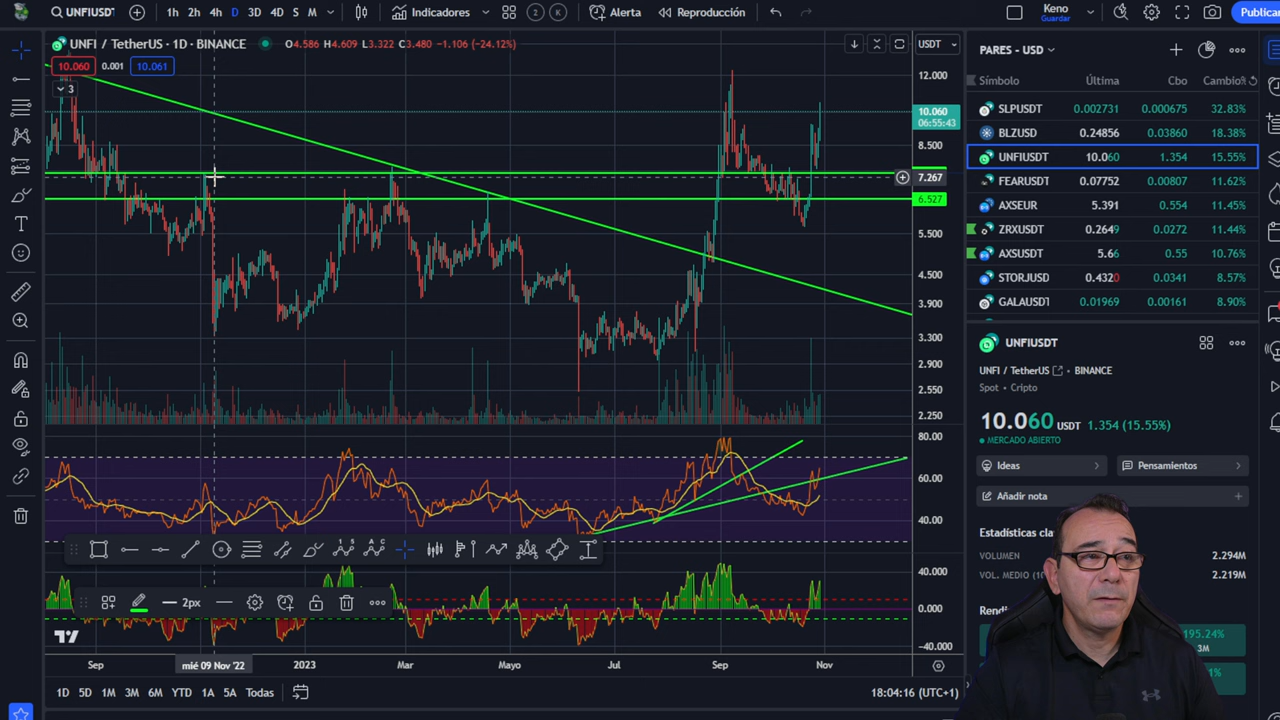 UNFIUSDT
1h 2h 4h D 3D 4D S M
Indicadores
2 K
Alerta
Reproducción
Keno
Guardar
Publicar
UNFI / TetherUS · 1D · BINANCE
O4.586 H4.609 L3.322 C3.480 -1.106 (-24.12%)
USDT
10.060 0.001 10.061
3
12.000
10.060
06:55:43
8.500
7.267
6.527
5.500
4.500
3.900
3.300
2.900
2.550
2.250
80.00
60.00
40.00
2px
40.000
0.000
-40.000
Sep
mié 09 Nov '22
2023
Mar
Mayo
Jul
Sep
Nov
1D 5D 1M 3M 6M YTD 1A 5A Todas
18:04:16 (UTC+1)
PARES - USD
Símbolo Última Cbo Cambio%
SLPUSDT 0.002731 0.000675 32.83%
BLZUSD 0.24856 0.03860 18.38%
UNFIUSDT 10.060 1.354 15.55%
FEARUSDT 0.07752 0.00807 11.62%
AXSEUR 5.391 0.554 11.45%
ZRXUSDT 0.2649 0.0272 11.44%
AXSUSDT 5.66 0.55 10.76%
STORJUSD 0.4320 0.0341 8.57%
GALAUSDT 0.01969 0.00161 8.90%
UNFIUSDT
UNFI / TetherUS · BINANCE
Spot · Cripto
10.060 USDT 1.354 (15.55%)
MERCADO ABIERTO
Ideas
Pensamientos
Añadir nota
Estadísticas cla
VOLUMEN 2.294M
VOL. MEDIO (10 2.219M
Rendi
195.24%
3M
1%